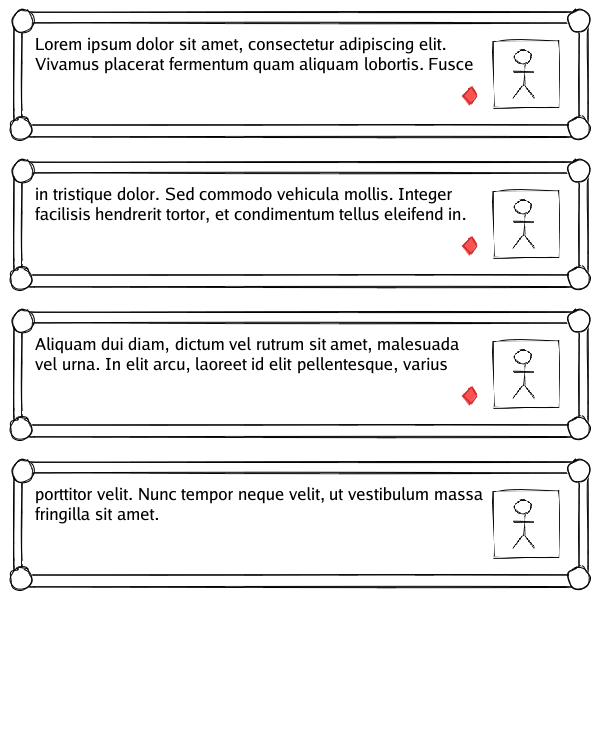 Lorem ipsum dolor sit amet, consectetur adipiscing elit.
Vivamus placerat fermentum quam aliquam lobortis. Fusce
in tristique dolor. Sed commodo vehicula mollis. Integer
facilisis hendrerit tortor, et condimentum tellus eleifend in.
Aliquam dui diam, dictum vel rutrum sit amet, malesuada
vel urna. In elit arcu, laoreet id elit pellentesque, varius
porttitor velit. Nunc tempor neque velit, ut vestibulum massa
fringilla sit amet.